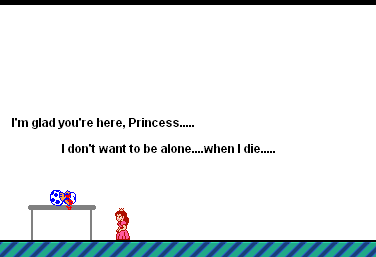 I'm glad you're here, Princess.....
I don't want to be alone....when I die.....